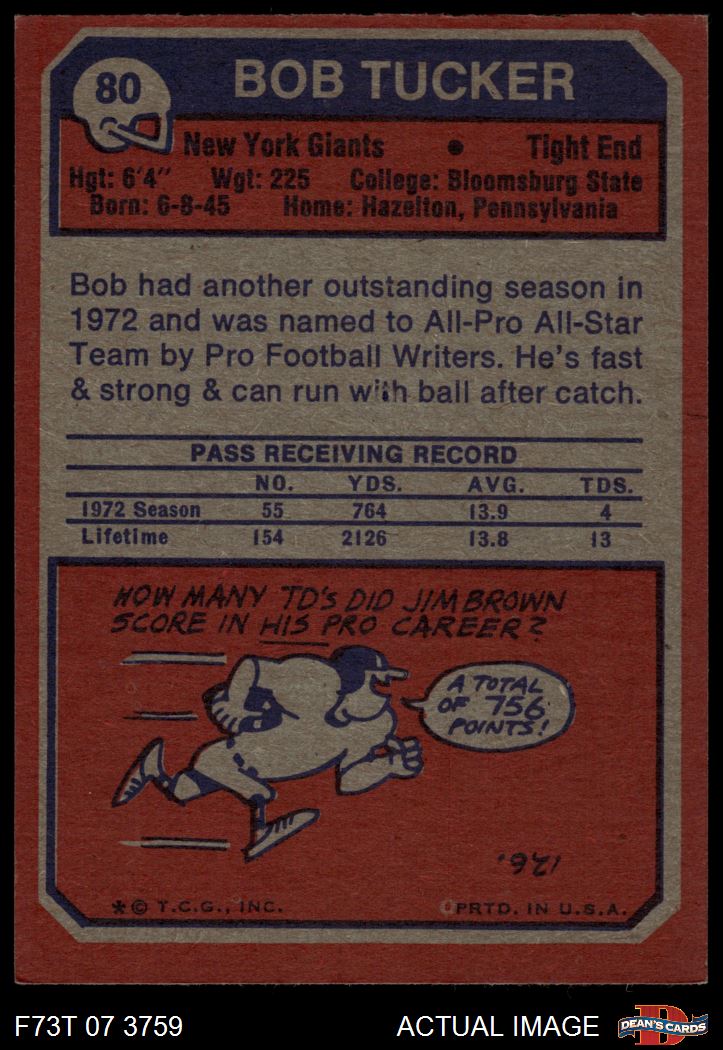 80
BOB TUCKER
New York Giants • Tight End
Hgt: 6'4" Wgt: 225 College: Bloomsburg State
Born: 6-8-45 Home: Hazelton, Pennsylvania
Bob had another outstanding season in
1972 and was named to All-Pro All-Star
Team by Pro Football Writers. He's fast
& strong & can run with ball after catch.
PASS RECEIVING RECORD
NO. YDS. AVG. TDS.
1972 Season 55 764 13.9 4
Lifetime 154 2126 13.8 13
HOW MANY TD'S DID JIM BROWN
SCORE IN HIS PRO CAREER?
A TOTAL
OF 756
POINTS!
126.
* © T.C.G., INC. PRTD. IN U.S.A.
F73T 07 3759 ACTUAL IMAGE
D
DEAN'S CARDS